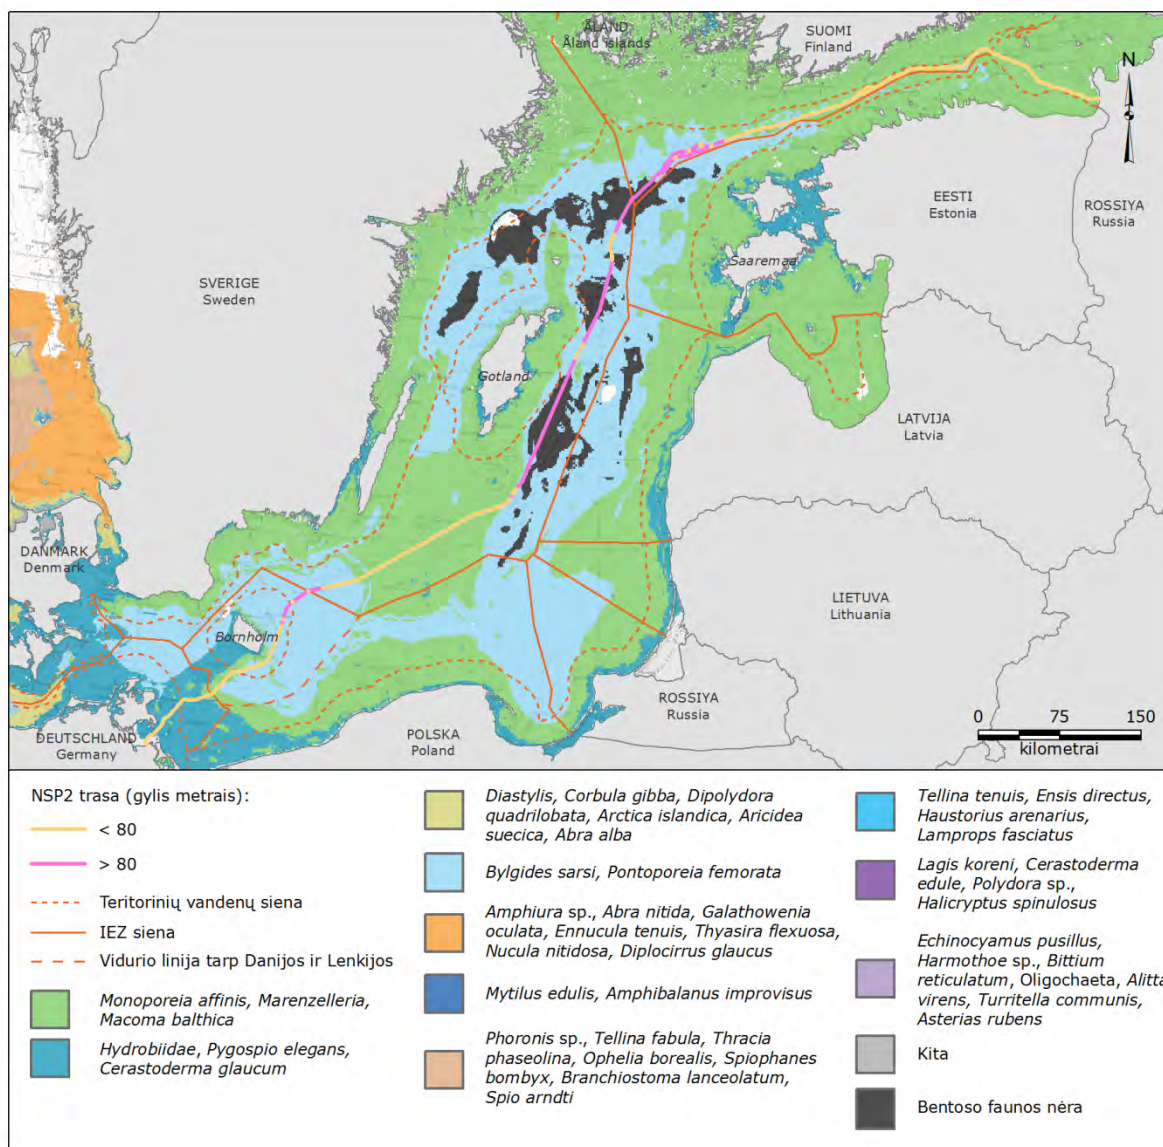 ÅLAND
Åland islands
SUOMI
Finland
N
EESTI
Estonia
ROSSIYA
Russia
SVERIGE
Sweden
Saaremaa
Gotland
LATVIJA
Latvia
DANMARK
Denmark
LIETUVA
Lithuania
Bornholm
ROSSIYA
Russia
DEUTSCHLAND
Germany
POLSKA
Poland
0 75 150
kilometrai
NSP2 trasa (gylis metrais):
< 80
> 80
Teritorinių vandenų siena
IEZ siena
Vidurio linija tarp Danijos ir Lenkijos
Monoporeia affinis, Marenzelleria,
Macoma balthica
Hydrobiidae, Pygospio elegans,
Cerastoderma glaucum
Diastylis, Corbula gibba, Dipolydora
quadrilobata, Arctica islandica, Aricidea
suecica, Abra alba
Bylgides sarsi, Pontoporeia femorata
Amphiura sp., Abra nitida, Galathowenia
oculata, Ennucula tenuis, Thyasira flexuosa,
Nucula nitidosa, Diplocirrus glaucus
Mytilus edulis, Amphibalanus improvisus
Phoronis sp., Tellina fabula, Thracia
phaseolina, Ophelia borealis, Spiophanes
bombyx, Branchiostoma lanceolatum,
Spio arndti
Tellina tenuis, Ensis directus,
Haustorius arenarius,
Lamprops fasciatus
Lagis koreni, Cerastoderma
edule, Polydora sp.,
Halicryptus spinulosus
Echinocyamus pusillus,
Harmothoe sp., Bittium
reticulatum, Oligochaeta, Alitta
virens, Turritella communis,
Asterias rubens
Kita
Bentoso faunos nėra